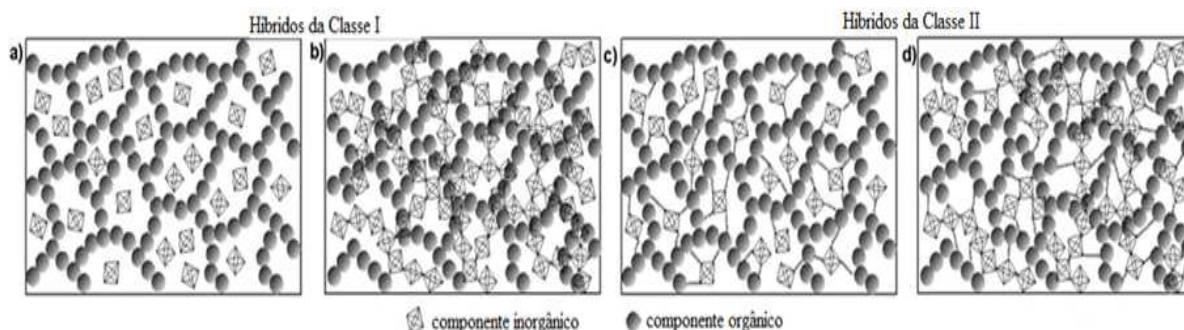 Híbridos da Classe I
Híbridos da Classe II
a)
b)
c)
d)
componente inorgânico
componente orgânico